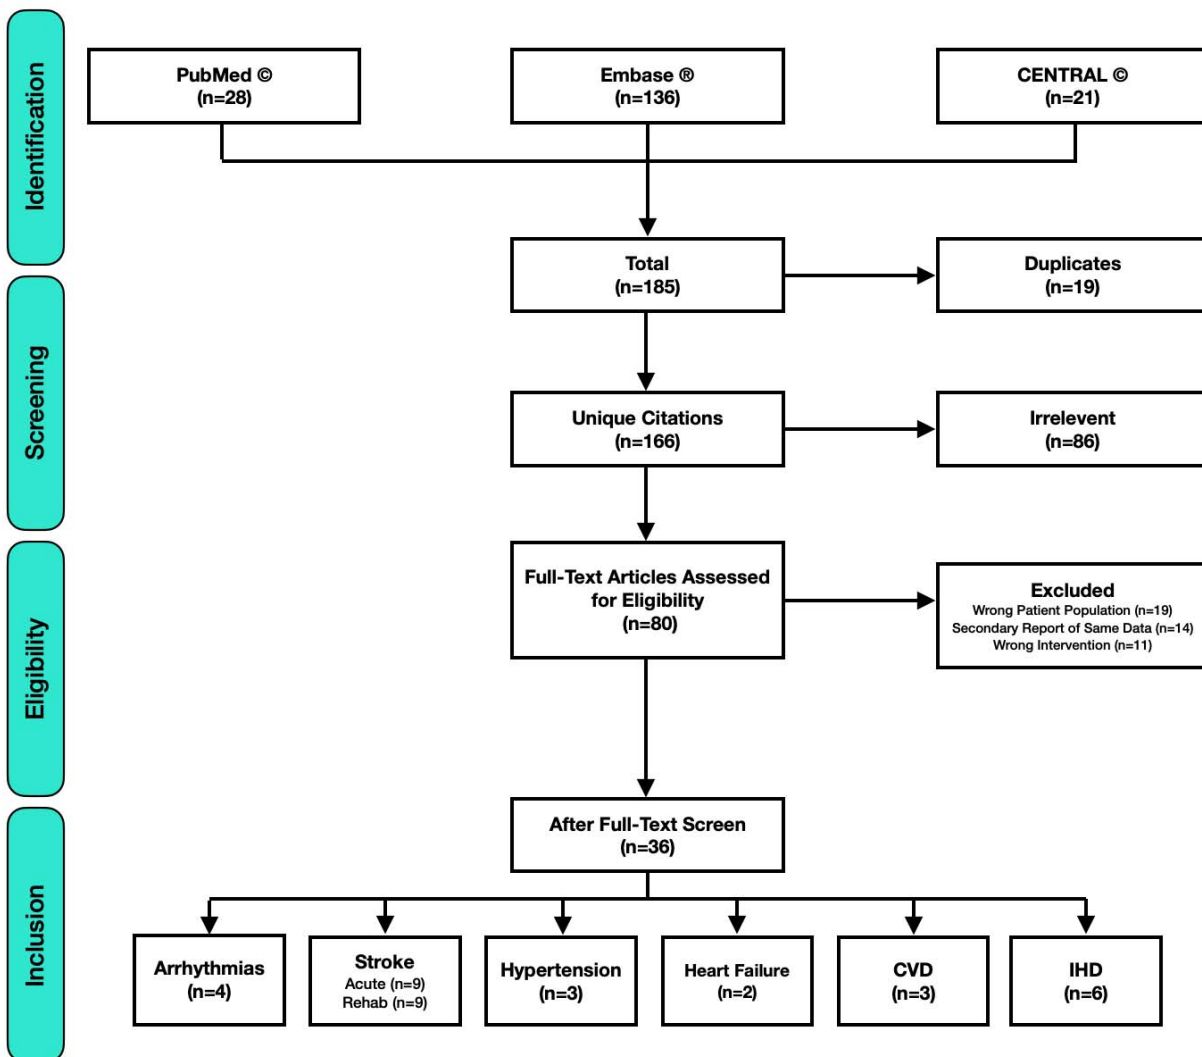 Identification
PubMed ©
(n=28)
Embase ®
(n=136)
CENTRAL ©
(n=21)
Total
(n=185)
Duplicates
(n=19)
Screening
Unique Citations
(n=166)
Irrelevent
(n=86)
Eligibility
Full-Text Articles Assessed
for Eligibility
(n=80)
Excluded
Wrong Patient Population (n=19)
Secondary Report of Same Data (n=14)
Wrong Intervention (n=11)
Inclusion
After Full-Text Screen
(n=36)
Arrhythmias
(n=4)
Stroke
Acute (n=9)
Rehab (n=9)
Hypertension
(n=3)
Heart Failure
(n=2)
CVD
(n=3)
IHD
(n=6)